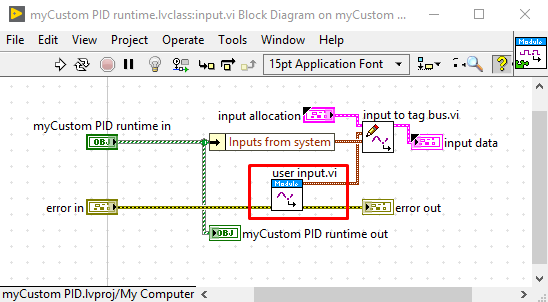 myCustom PID runtime.lvclass:input.vi Block Diagram on myCustom ...
File Edit View Project Operate Tools Window Help
15pt Application Font
?
Module
input allocation
input to tag bus.vi
myCustom PID runtime in
OBJ
Inputs from system
input data
user input.vi
Module
error in
error out
OBJ
myCustom PID runtime out
myCustom PID.lvproj/My Computer